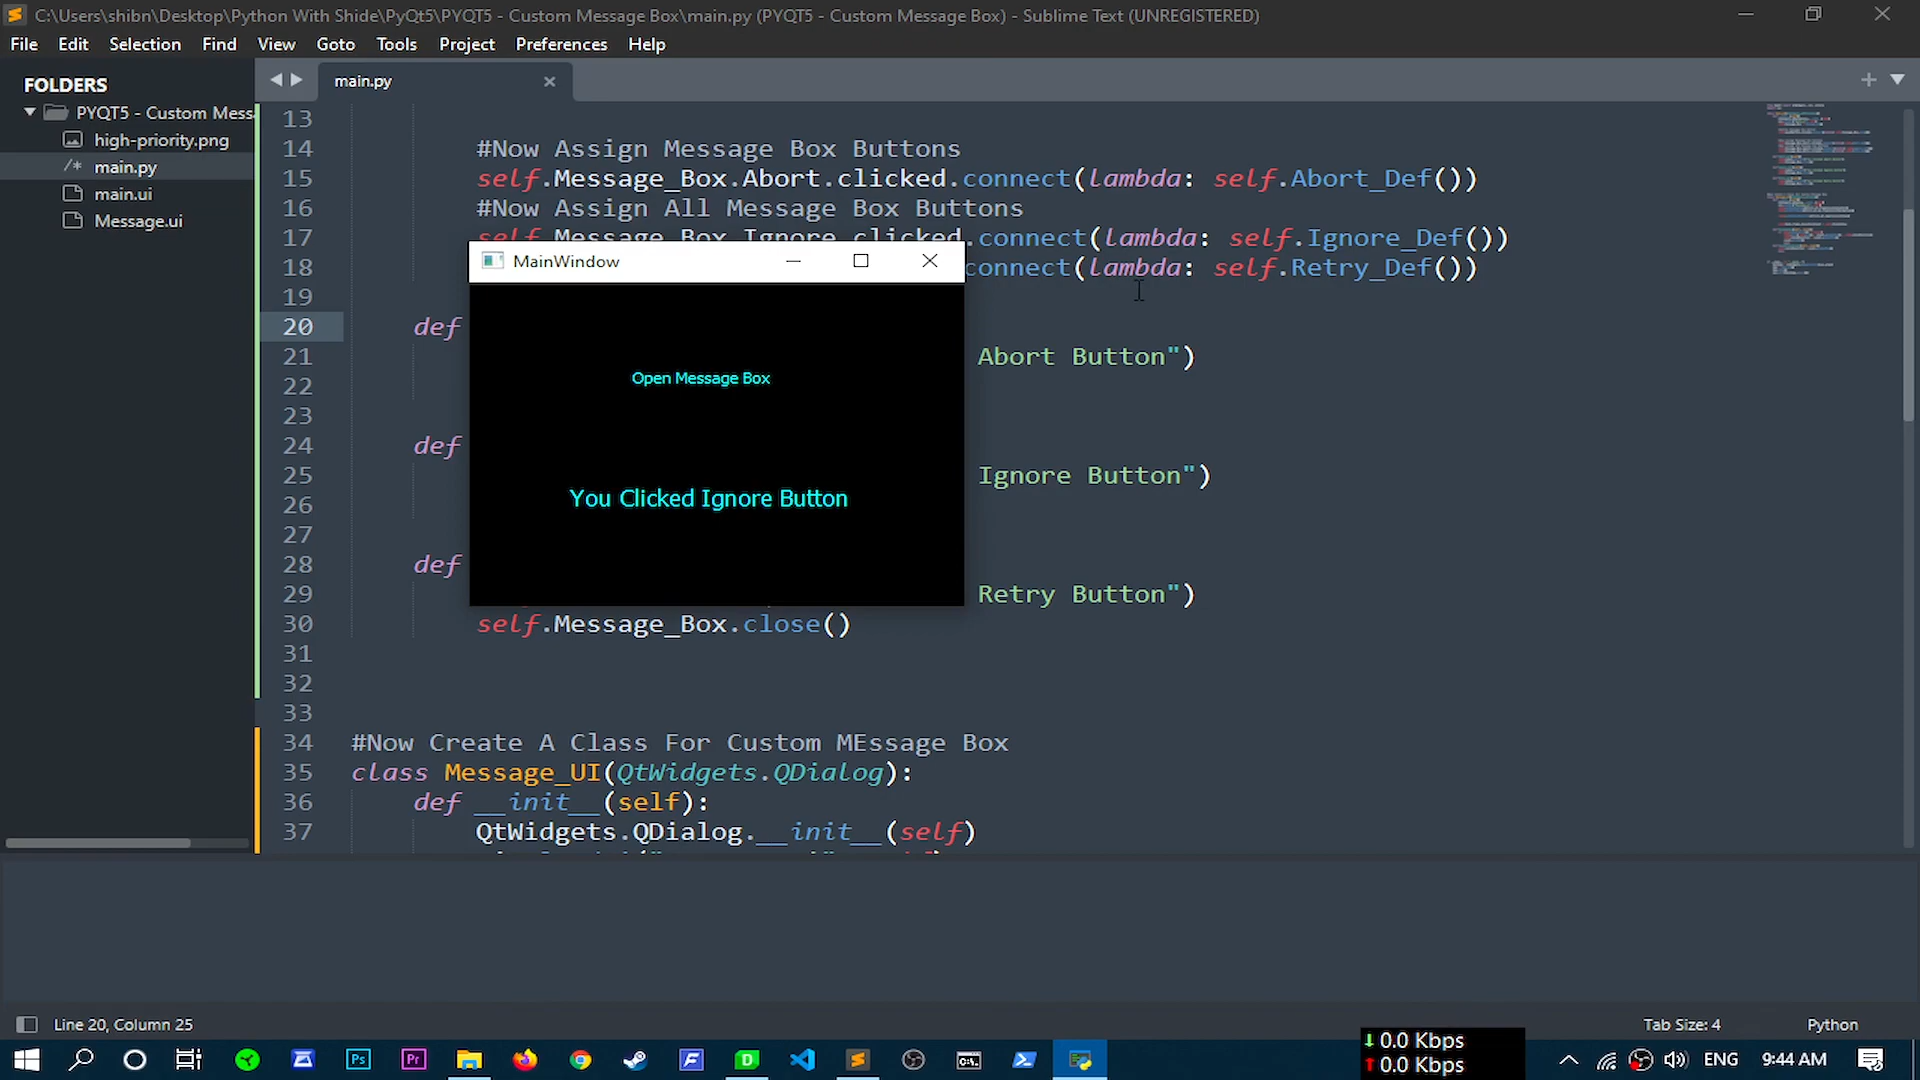 C:\Users\shibn\Desktop\Python With Shide\PyQt5\PYQT5 - Custom Message Box\main.py (PYQT5 - Custom Message Box) - Sublime Text (UNREGISTERED)
File Edit Selection Find View Goto Tools Project Preferences Help
FOLDERS
PYQT5 - Custom Mess
high-priority.png
main.py
main.ui
Message.ui
main.py
13
14 #Now Assign Message Box Buttons
15 self.Message_Box.Abort.clicked.connect(lambda: self.Abort_Def())
16 #Now Assign All Message Box Buttons
17 self.Message_Box.Ignore.clicked.connect(lambda: self.Ignore_Def())
18 connect(lambda: self.Retry_Def())
19
20 def
21 Abort Button")
22
23
24 def
25 Ignore Button")
26
27
28 def
29 Retry Button")
30 self.Message_Box.close()
31
32
33
34 #Now Create A Class For Custom MEssage Box
35 class Message_UI(QtWidgets.QDialog):
36 def __init__(self):
37 QtWidgets.QDialog.__init__(self)
MainWindow
Open Message Box
You Clicked Ignore Button
Line 20, Column 25
Tab Size: 4
Python
Ps
Pr
0.0 Kbps
0.0 Kbps
ENG
9:44 AM